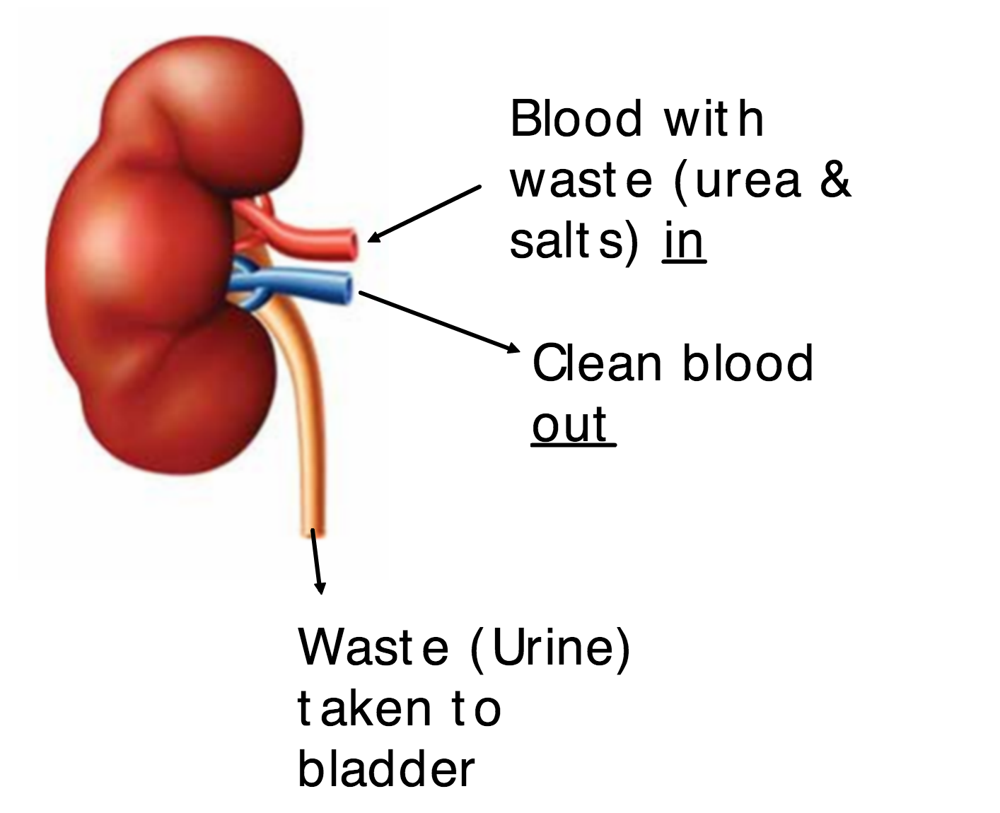 Blood with
waste (urea &
salts) in
Clean blood
out
Waste (Urine)
taken to
bladder